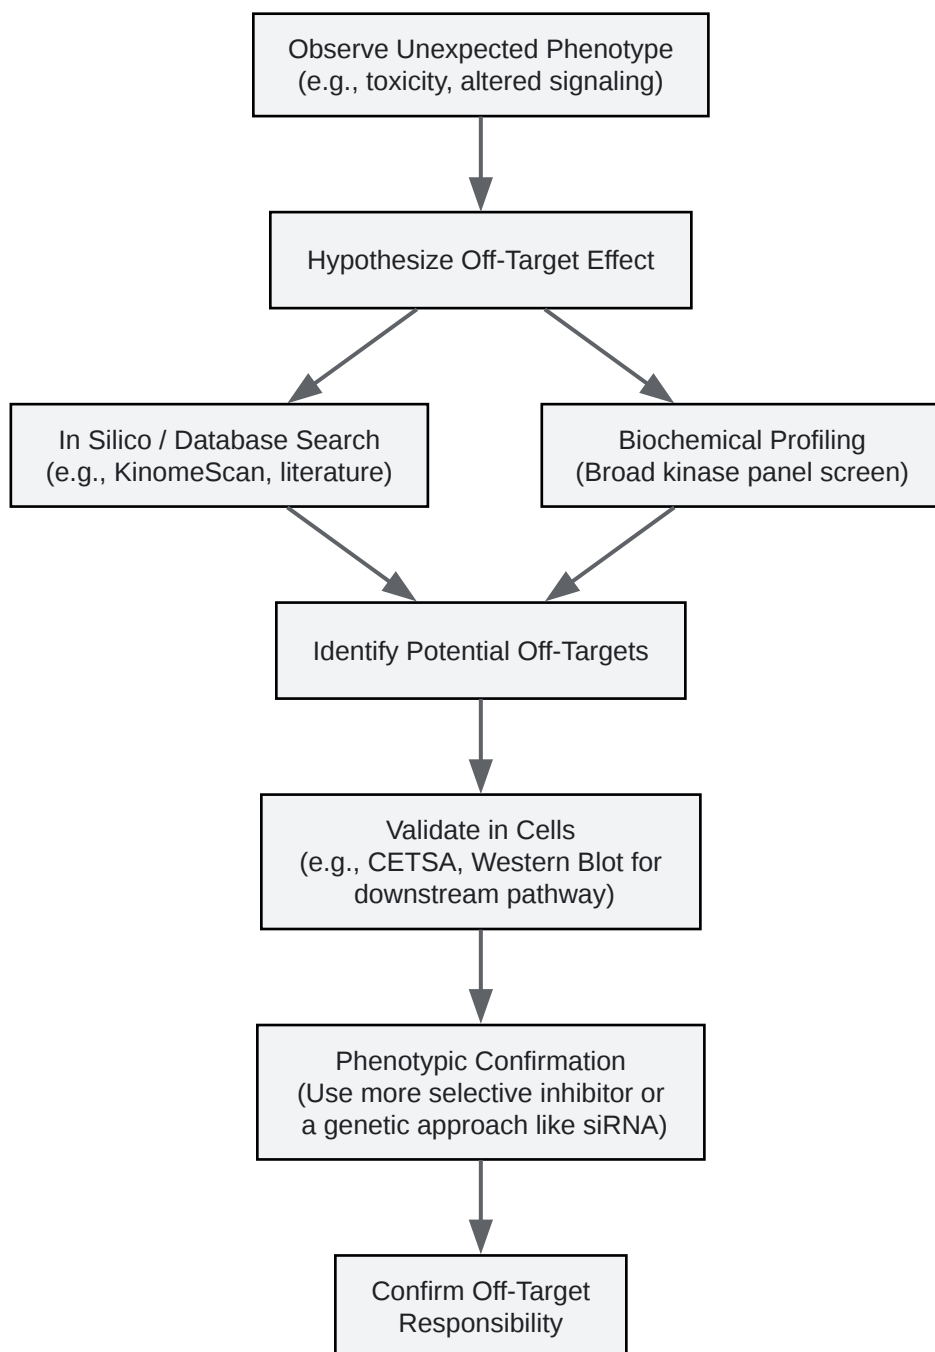 Observe Unexpected Phenotype
(e.g., toxicity, altered signaling)
Hypothesize Off-Target Effect
In Silico / Database Search
(e.g., KinomeScan, literature)
Biochemical Profiling
(Broad kinase panel screen)
Identify Potential Off-Targets
Validate in Cells
(e.g., CETSA, Western Blot for
downstream pathway)
Phenotypic Confirmation
(Use more selective inhibitor or
a genetic approach like siRNA)
Confirm Off-Target
Responsibility